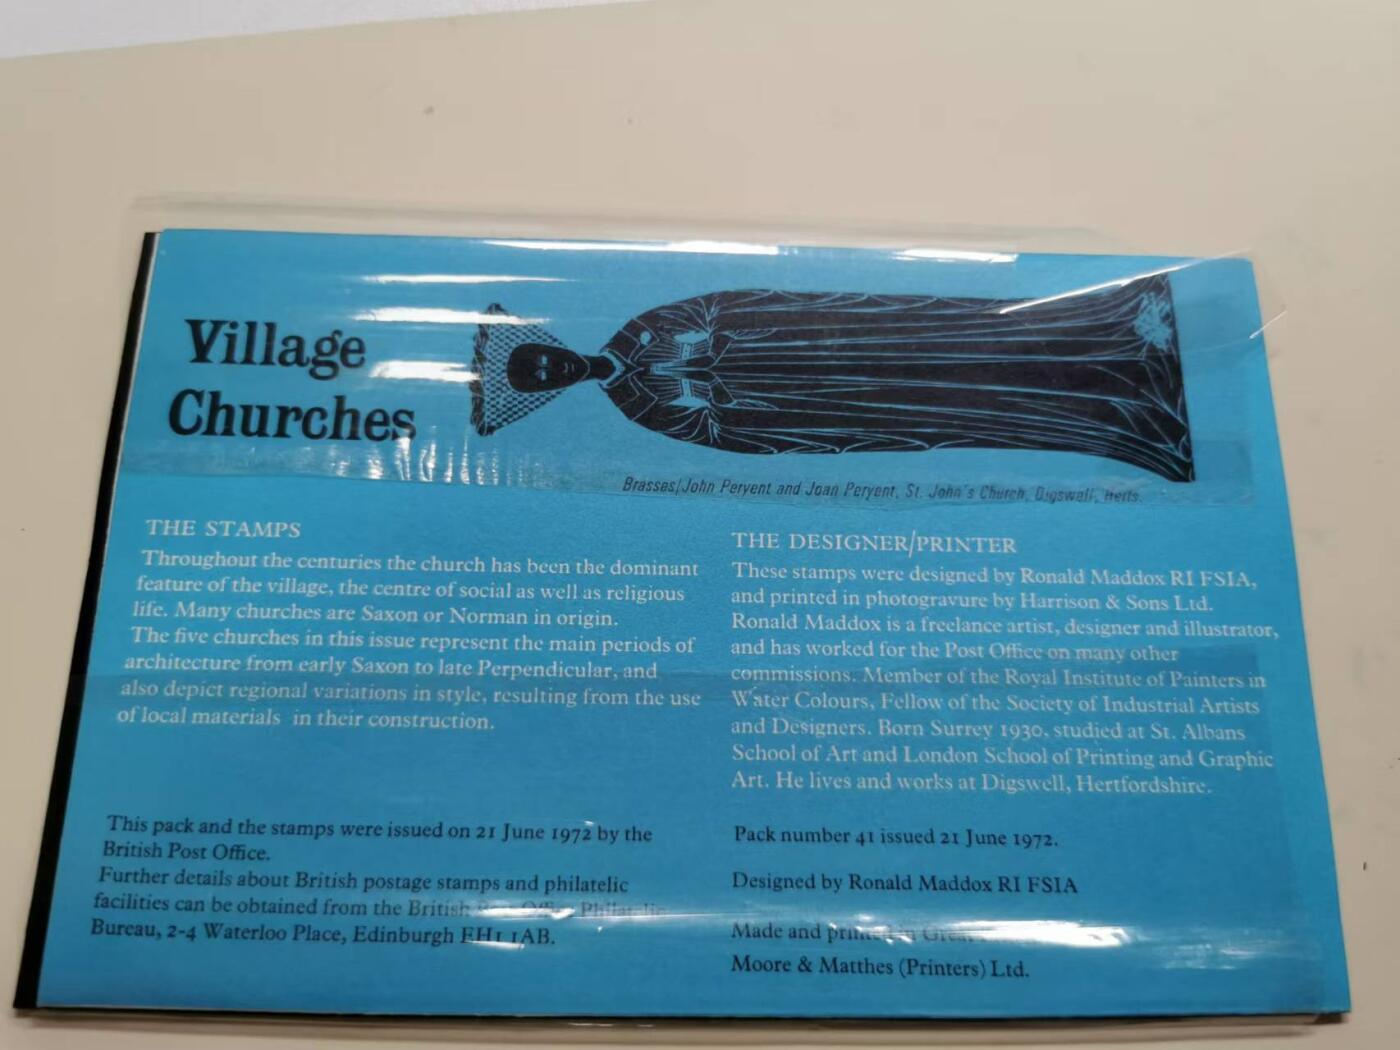 Village
Churches
Brasses/John Peryent and Joan Peryent, St. John's Church, Digswell, Herts.
THE STAMPS
Throughout the centuries the church has been the dominant
feature of the village, the centre of social as well as religious
life. Many churches are Saxon or Norman in origin.
The five churches in this issue represent the main periods of
architecture from early Saxon to late Perpendicular, and
also depict regional variations in style, resulting from the use
of local materials in their construction.
This pack and the stamps were issued on 21 June 1972 by the
British Post Office.
Further details about British postage stamps and philatelic
facilities can be obtained from the British Post Office Philatelic
Bureau, 2-4 Waterloo Place, Edinburgh EH1 1AB.
THE DESIGNER/PRINTER
These stamps were designed by Ronald Maddox RI FSIA,
and printed in photogravure by Harrison & Sons Ltd.
Ronald Maddox is a freelance artist, designer and illustrator,
and has worked for the Post Office on many other
commissions. Member of the Royal Institute of Painters in
Water Colours, Fellow of the Society of Industrial Artists
and Designers. Born Surrey 1930, studied at St. Albans
School of Art and London School of Printing and Graphic
Art. He lives and works at Digswell, Hertfordshire.
Pack number 41 issued 21 June 1972.
Designed by Ronald Maddox RI FSIA
Made and printed in Great
Moore & Matthes (Printers) Ltd.